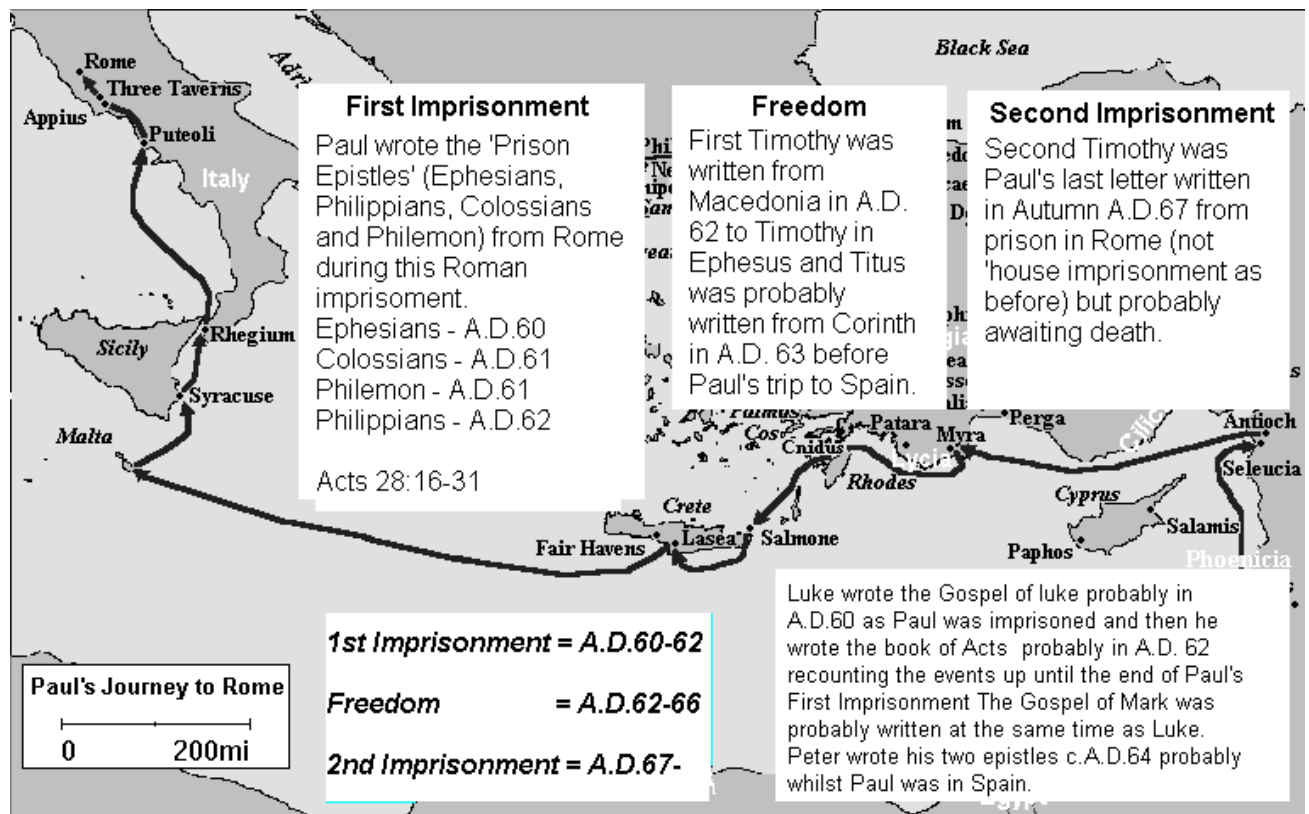 Black Sea
Adri
Rome
Three Taverns
Appius
Puteoli
Italy
First Imprisonment
Paul wrote the 'Prison
Epistles' (Ephesians,
Philippians, Colossians
and Philemon) from Rome
during this Roman
imprisoment.
Ephesians - A.D.60
Colossians - A.D.61
Philemon - A.D.61
Philippians - A.D.62
Acts 28:16-31
Freedom
First Timothy was
written from
Macedonia in A.D.
62 to Timothy in
Ephesus and Titus
was probably
written from Corinth
in A.D. 63 before
Paul's trip to Spain.
Second Imprisonment
Second Timothy was
Paul's last letter written
in Autumn A.D.67 from
prison in Rome (not
'house imprisonment as
before) but probably
awaiting death.
Rhegium
Sicily
Syracuse
Malta
Patmos
Cos
Cnidus
Patara
Myra
Lycia
Rhodes
Perga
Cilic
Antioch
Seleucia
Cyprus
Salamis
Paphos
Phoenicia
Crete
Lasea
Fair Havens
Salmone
1st Imprisonment = A.D.60-62
Freedom = A.D.62-66
2nd Imprisonment = A.D.67-
Luke wrote the Gospel of luke probably in
A.D.60 as Paul was imprisoned and then he
wrote the book of Acts probably in A.D. 62
recounting the events up until the end of Paul's
First Imprisonment The Gospel of Mark was
probably written at the same time as Luke.
Peter wrote his two epistles c.A.D.64 probably
whilst Paul was in Spain.
Egypt
Paul's Journey to Rome
0 200mi